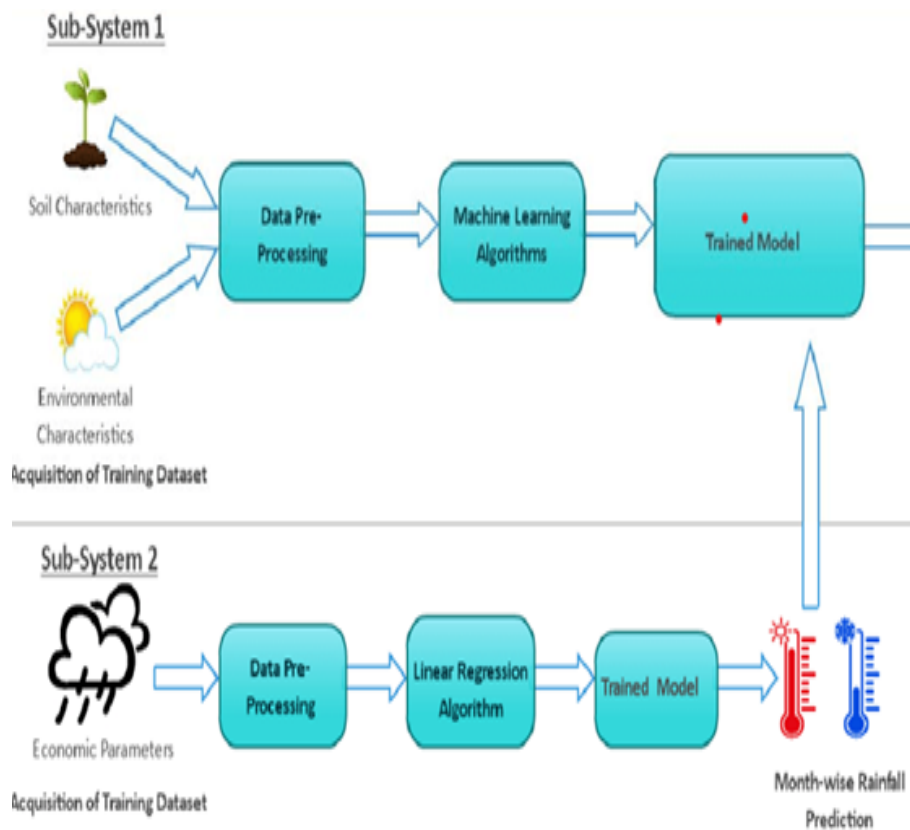 Sub-System 1
Soil Characteristics
Data Pre-
Processing
Machine Learning
Algorithms
Trained Model
Environmental
Characteristics
Acquisition of Training Dataset
Sub-System 2
Economic Parameters
Acquisition of Training Dataset
Data Pre-
Processing
Linear Regression
Algorithm
Trained Model
Month-wise Rainfall
Prediction